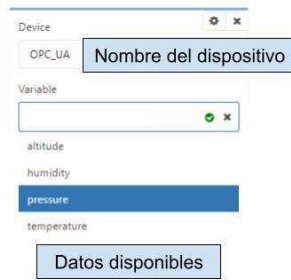 Device
OPC_UA
Nombre del dispositivo
Variable
altitude
humidity
pressure
temperature
Datos disponibles